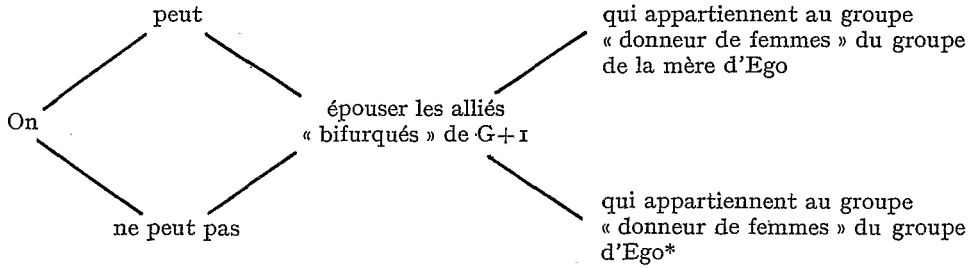 peut
qui appartiennent au groupe
« donneur de femmes » du groupe
de la mère d'Ego
On
épouser les alliés
« bifurqués » de G+1
ne peut pas
qui appartiennent au groupe
« donneur de femmes » du groupe
d'Ego*